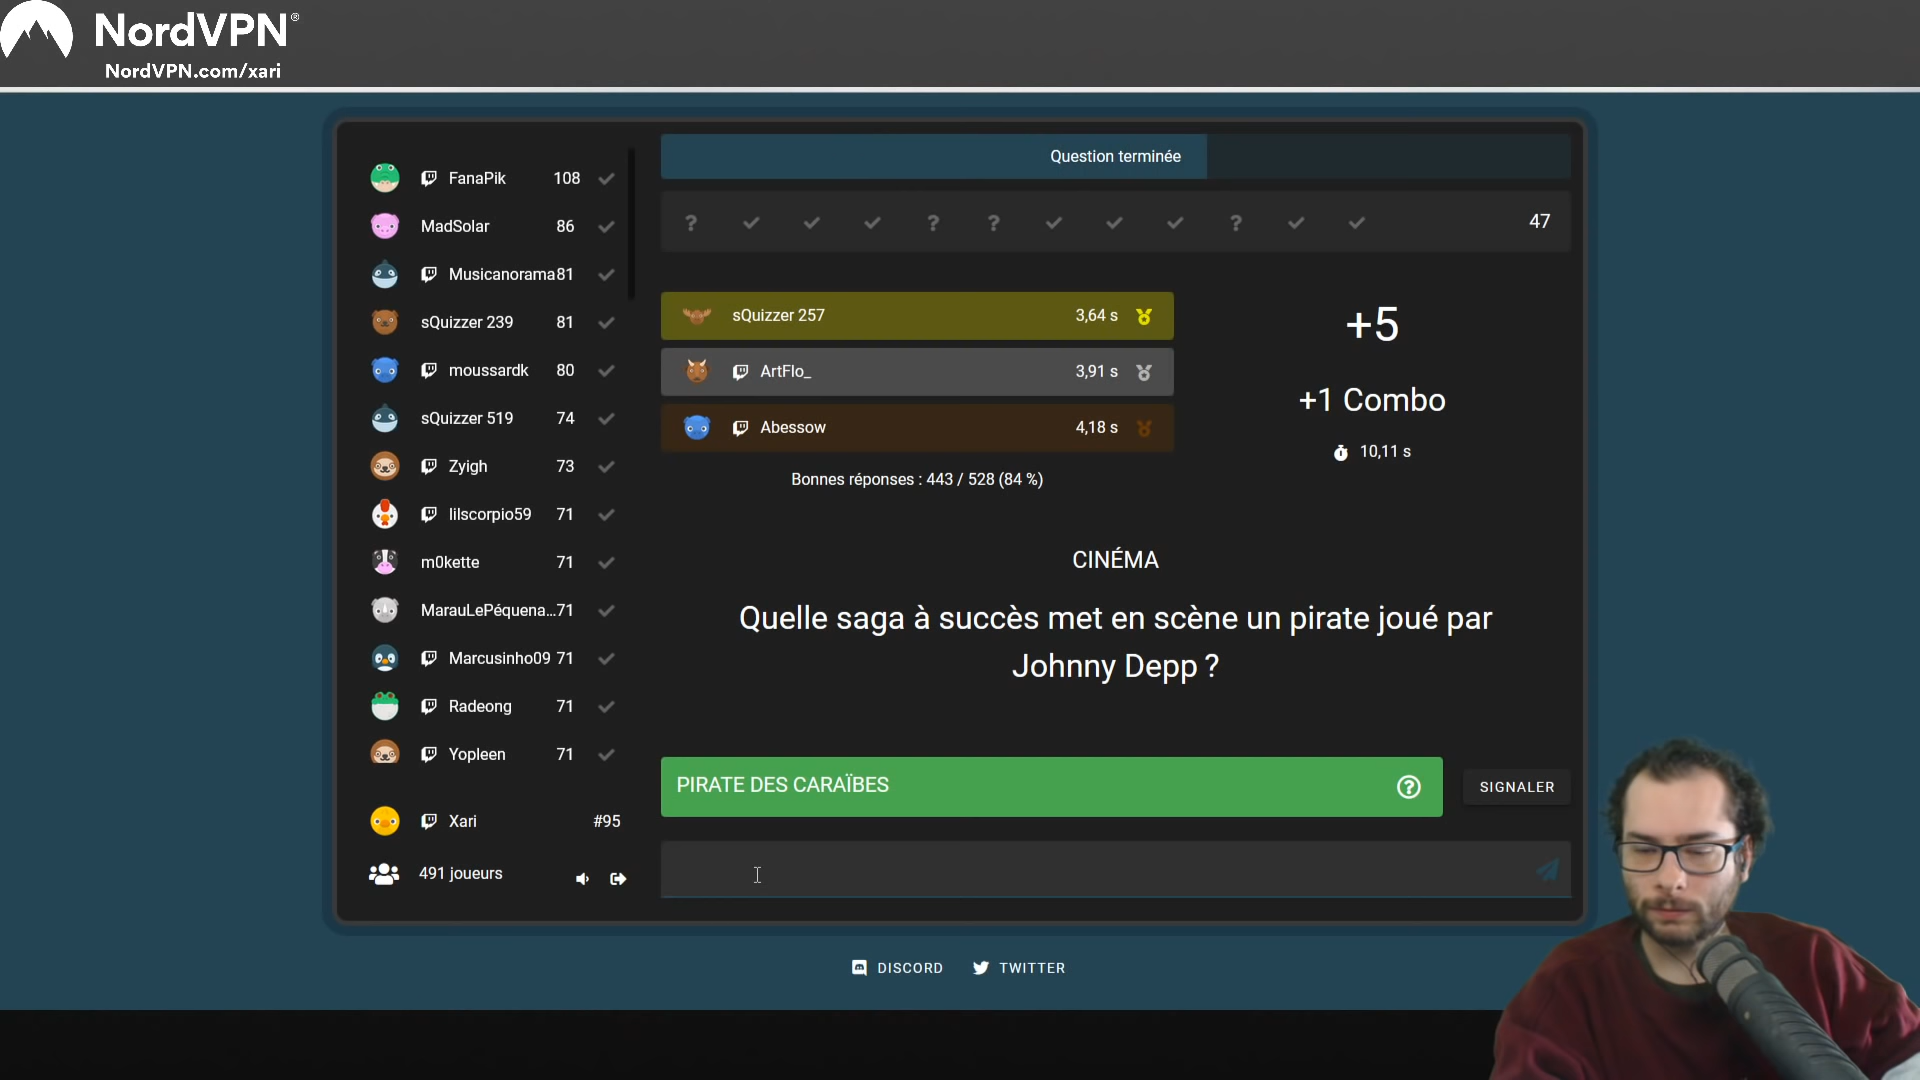 NordVPN®
NordVPN.com/xari
FanaPik 108
MadSolar 86
Musicanorama 81
sQuizzer 239 81
moussardk 80
sQuizzer 519 74
Zyigh 73
lilscorpio59 71
m0kette 71
MarauLePéquena... 71
Marcusinho09 71
Radeong 71
Yopleen 71
Xari #95
491 joueurs
Question terminée
? ? ? ? 47
sQuizzer 257 3,64 s
ArtFlo_ 3,91 s
Abessow 4,18 s
Bonnes réponses : 443 / 528 (84 %)
+5
+1 Combo
10,11 s
CINÉMA
Quelle saga à succès met en scène un pirate joué par
Johnny Depp ?
PIRATE DES CARAÏBES ?
SIGNALER
DISCORD TWITTER